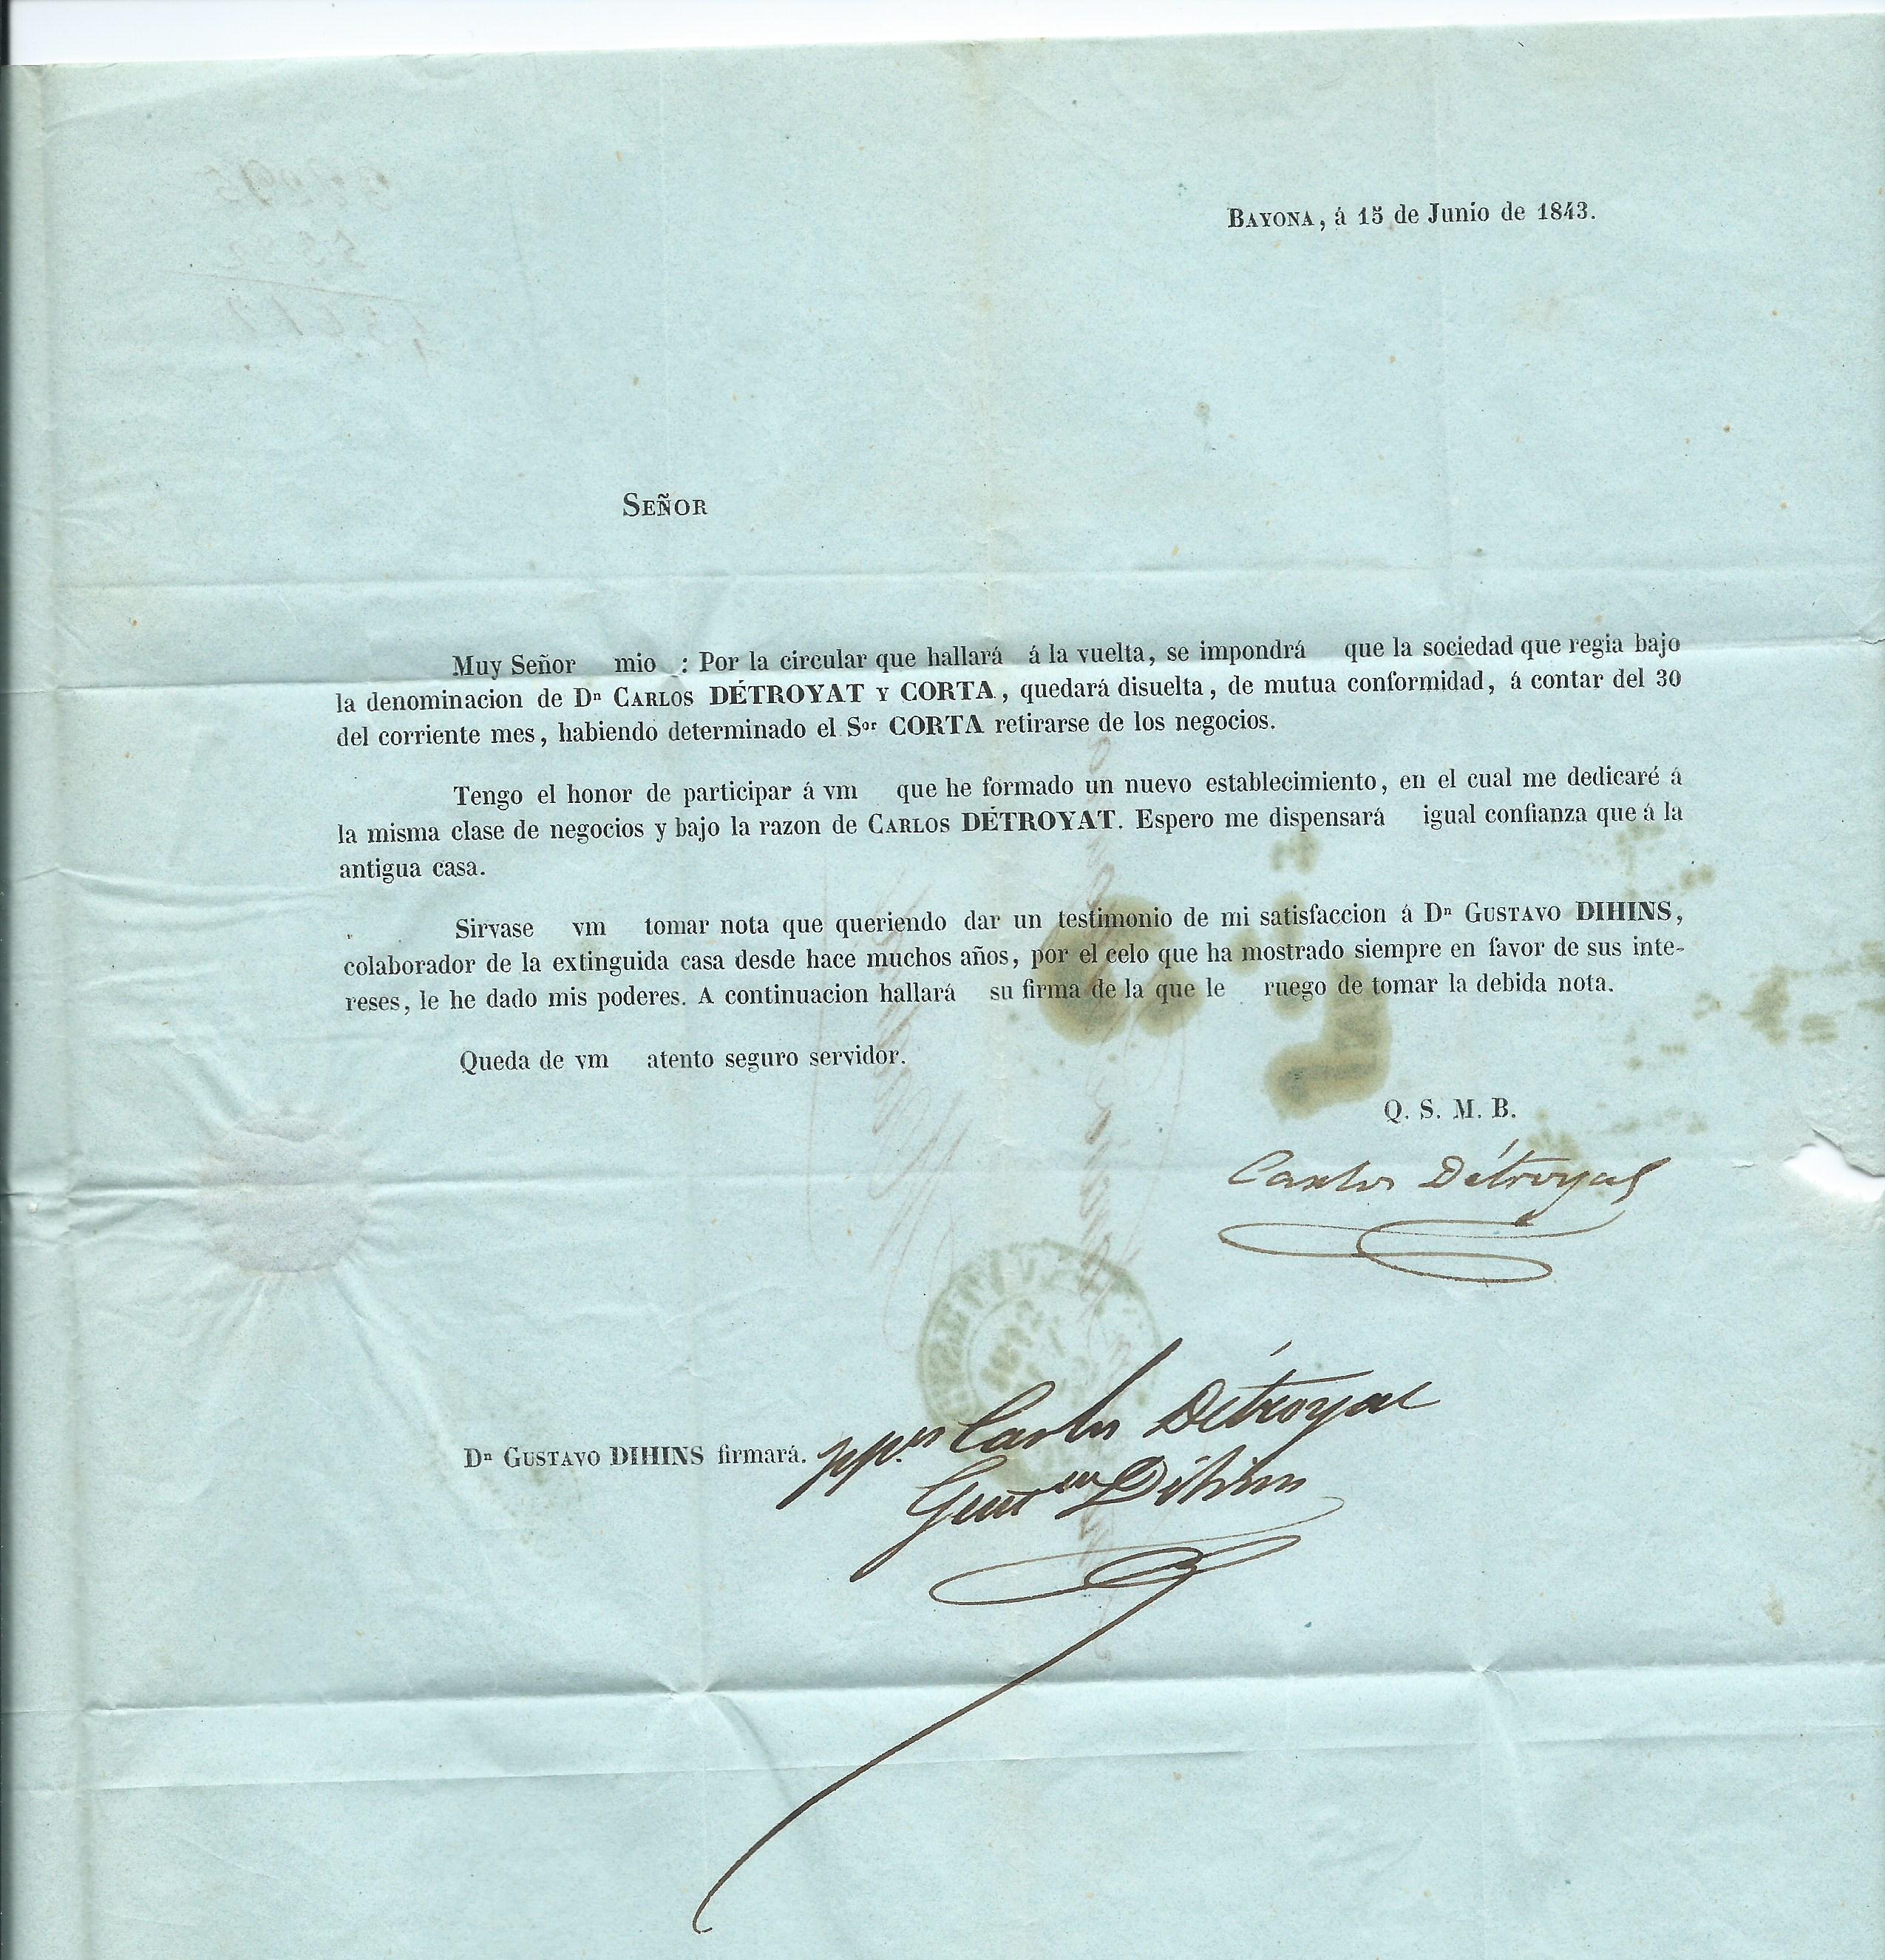 BAYONA, á 15 de Junio de 1843.
SEÑOR
Muy Señor mio : Por la circular que hallará á la vuelta, se impondrá que la sociedad que regia bajo
la denominacion de Dⁿ CARLOS DÉTROYAT Y CORTA, quedará disuelta, de mutua conformidad, á contar del 30
del corriente mes, habiendo determinado el Sᵒʳ CORTA retirarse de los negocios.
Tengo el honor de participar á vm que he formado un nuevo establecimiento, en el cual me dedicaré á
la misma clase de negocios y bajo la razon de CARLOS DÉTROYAT. Espero me dispensará igual confianza que á la
antigua casa.
Sirvase vm tomar nota que queriendo dar un testimonio de mi satisfaccion á Dⁿ GUSTAVO DIHINS,
colaborador de la extinguida casa desde hace muchos años, por el celo que ha mostrado siempre en favor de sus inte-
reses, le he dado mis poderes. A continuacion hallará su firma de la que le ruego de tomar la debida nota.
Queda de vm atento seguro servidor.
Q. S. M. B.
Carlos Détroyat
Dⁿ GUSTAVO DIHINS firmará. ppᵒⁿ Carlos Détroyat
Dihins